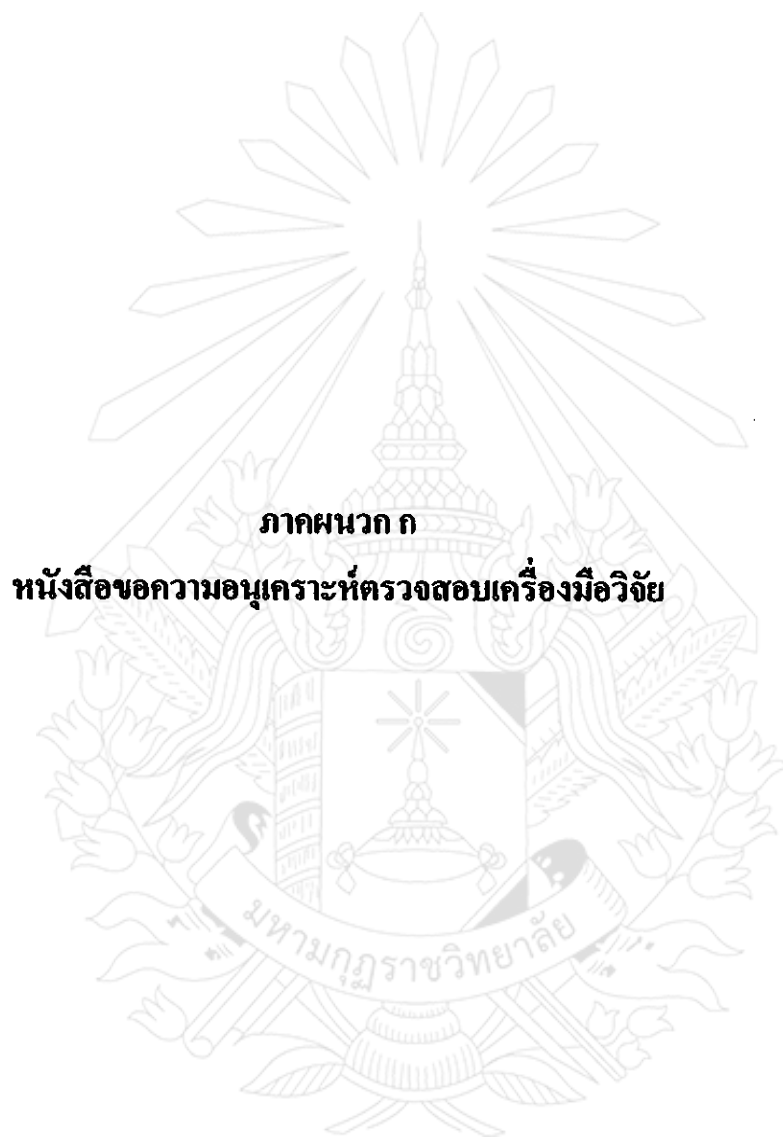 ภาคผนวก ก
หนังสือขอความอนุเคราะห์ตรวจสอบเครื่องมือวิจัย
มหามกุฏราชวิทยาลัย